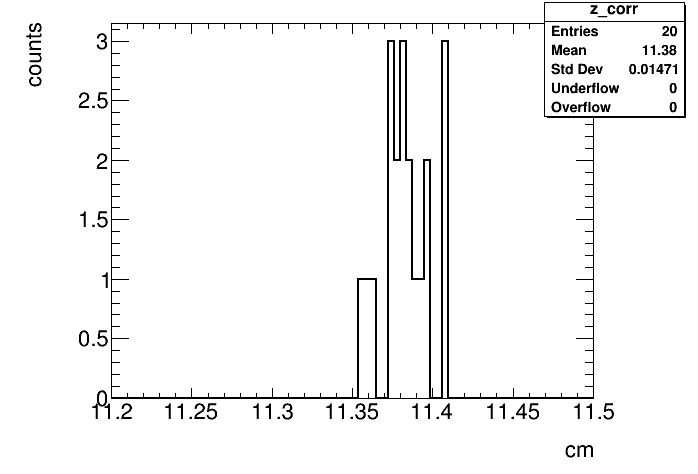 z_corr
Entries 20
Mean 11.38
Std Dev 0.01471
Underflow 0
Overflow 0
counts
3
2.5
2
1.5
1
0.5
0
11.2 11.25 11.3 11.35 11.4 11.45 11.5
cm